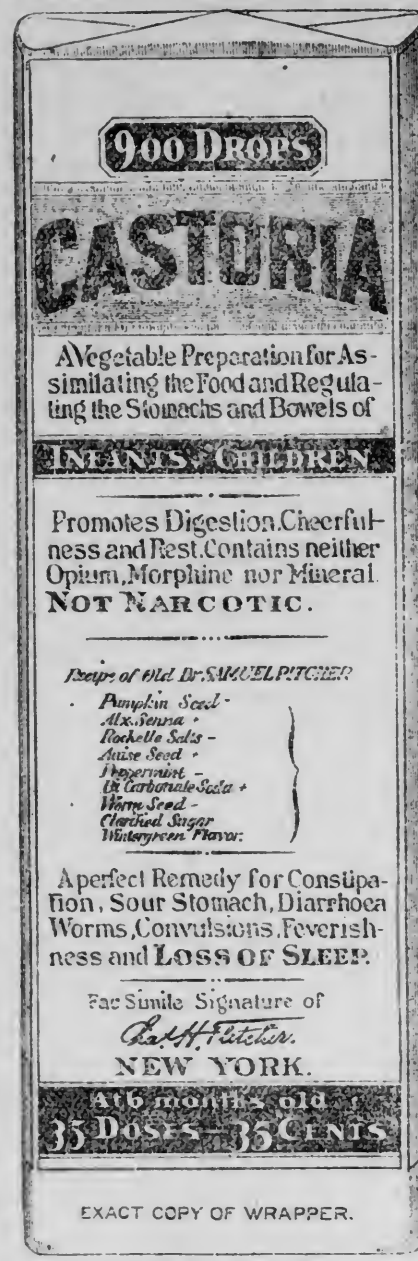 900 DROPS
CASTORIA
AVegetable Preparation for As-
similating the Food and Regula-
ting the Stomachs and Bowels of
INFANTS CHILDREN
Promotes Digestion, Cheerful-
ness and Rest. Contains neither
Opium, Morphine nor Mineral.
NOT NARCOTIC.
Recipe of Old Dr SAMUEL PITCHER
Pumpkin Seed -
Alx. Senna +
Rochelle Salts -
Anise Seed +
Peppermint -
Bi Carbonate Soda +
Worm Seed -
Clarified Sugar
Wintergreen Flavor.
A perfect Remedy for Constipa-
tion, Sour Stomach, Diarrhoea
Worms, Convulsions, Feverish-
ness and LOSS OF SLEEP.
Fac Simile Signature of
Chas. H. Fletcher.
NEW YORK.
At 6 months old
35 DOSES - 35 CENTS
EXACT COPY OF WRAPPER.